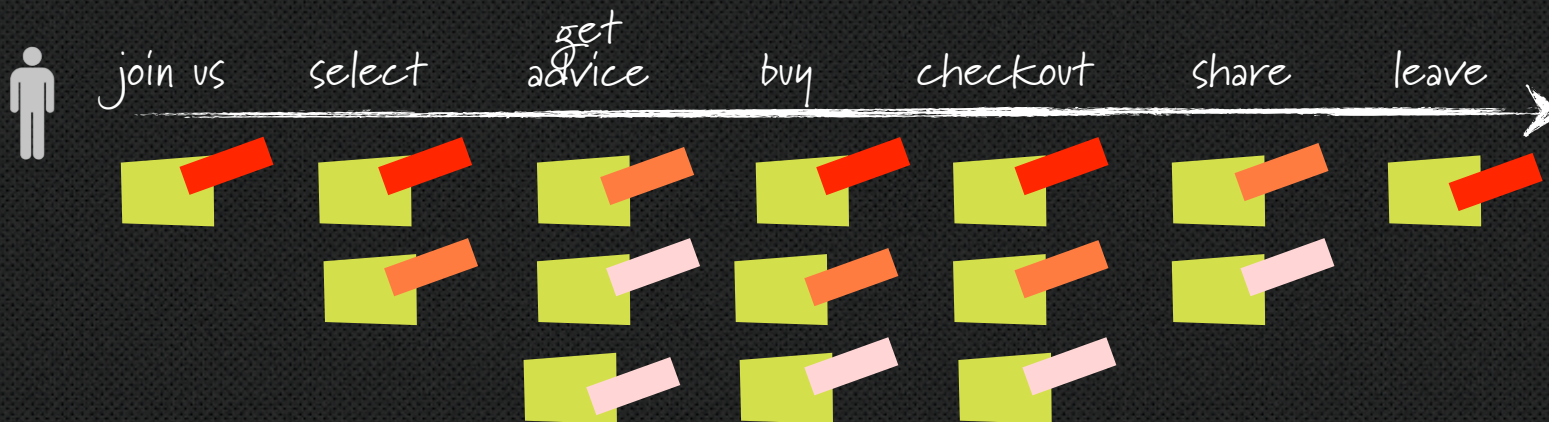 join us
select
get
advice
buy
checkout
share
leave